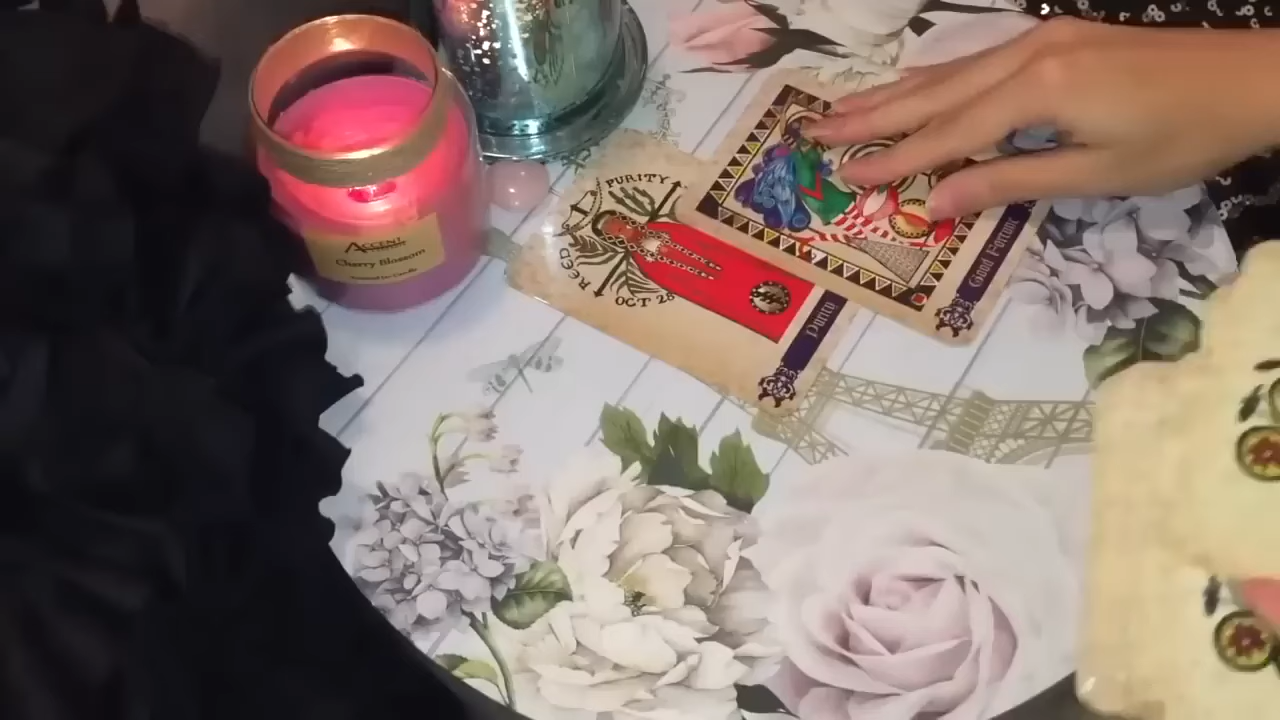 ACCENT
Cherry Blossom
PURITY
REED
OCT 28
Purity
Good Fortune